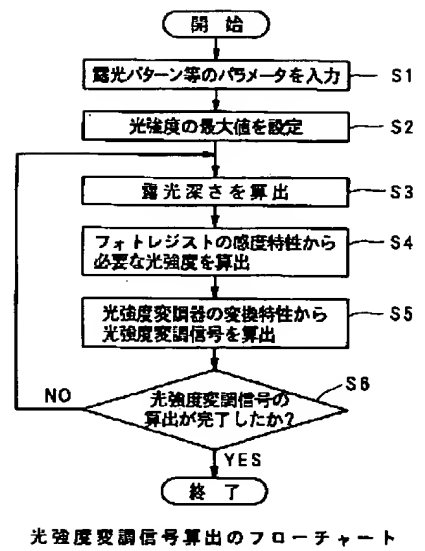 開始
露光パターン等のパラメータを入力
S1
光強度の最大値を設定
S2
露光深さを算出
S3
フォトレジストの感度特性から
必要な光強度を算出
S4
光強度変調器の変換特性から
光強度変調信号を算出
S5
光強度変調信号の
算出が完了したか?
S6
NO
YES
終了
光強度変調信号算出のフローチャート